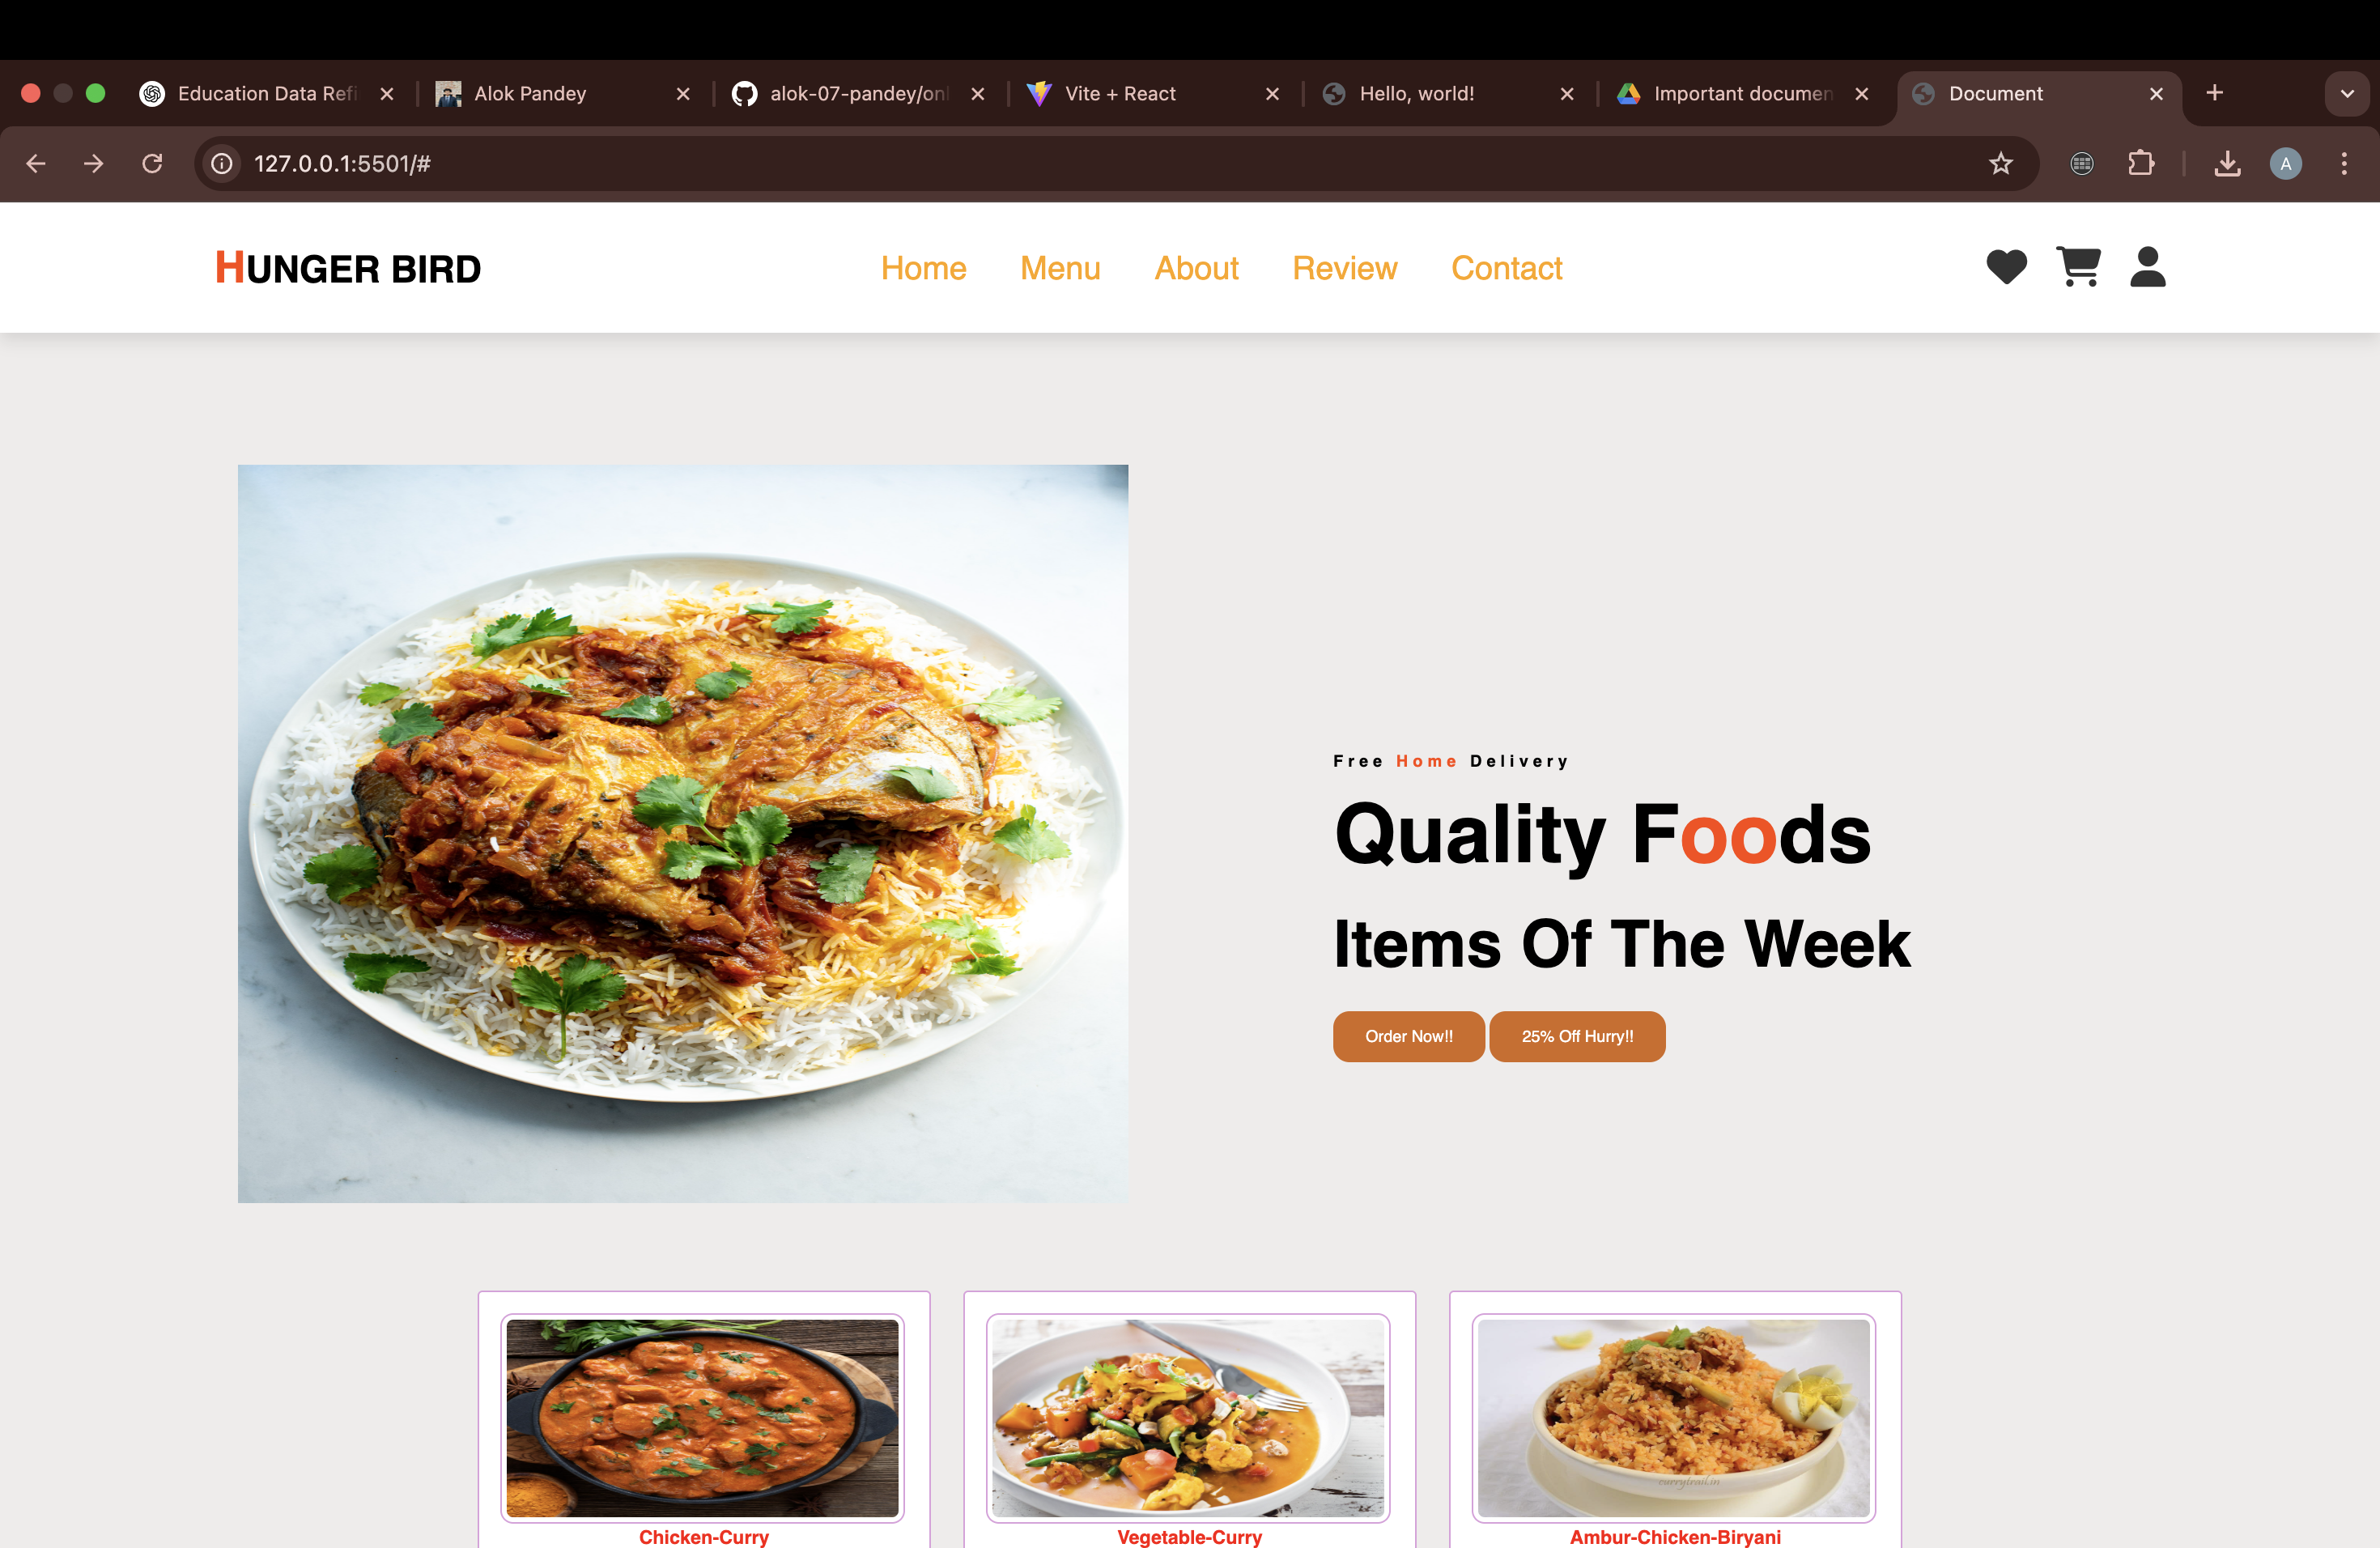 Education Data Refi
Alok Pandey
alok-07-pandey/onl
Vite + React
Hello, world!
Important documen
Document
127.0.0.1:5501/#
A
HUNGER BIRD
Home
Menu
About
Review
Contact
Free Home Delivery
Quality Foods
Items Of The Week
Order Now!!
25% Off Hurry!!
currytrail.in
Chicken-Curry
Vegetable-Curry
Ambur-Chicken-Biryani